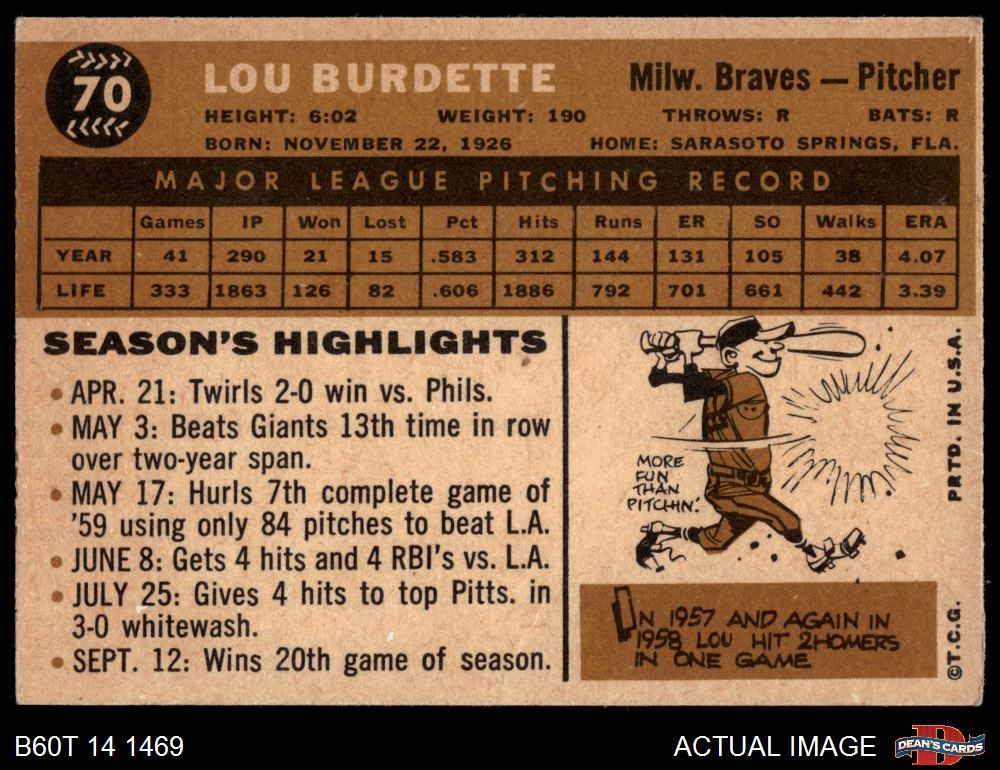 70
LOU BURDETTE
Milw. Braves — Pitcher
HEIGHT: 6:02 WEIGHT: 190 THROWS: R BATS: R
BORN: NOVEMBER 22, 1926 HOME: SARASOTO SPRINGS, FLA.
MAJOR LEAGUE PITCHING RECORD
Games IP Won Lost Pct Hits Runs ER SO Walks ERA
YEAR 41 290 21 15 .583 312 144 131 105 38 4.07
LIFE 333 1863 126 82 .606 1886 792 701 661 442 3.39
SEASON'S HIGHLIGHTS
• APR. 21: Twirls 2-0 win vs. Phils.
• MAY 3: Beats Giants 13th time in row
over two-year span.
• MAY 17: Hurls 7th complete game of
'59 using only 84 pitches to beat L.A.
• JUNE 8: Gets 4 hits and 4 RBI's vs. L.A.
• JULY 25: Gives 4 hits to top Pitts. in
3-0 whitewash.
• SEPT. 12: Wins 20th game of season.
MORE
FUN
THAN
PITCHIN'.
IN 1957 AND AGAIN IN
1958 LOU HIT 2 HOMERS
IN ONE GAME
©T.C.G. PRTD. IN U.S.A.
B60T 14 1469
ACTUAL IMAGE
D
DEAN'S CARDS